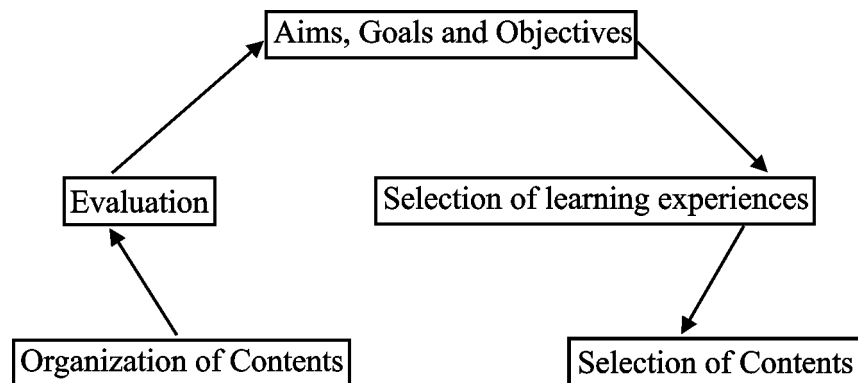 Aims, Goals and Objectives
Evaluation
Selection of learning experiences
Organization of Contents
Selection of Contents